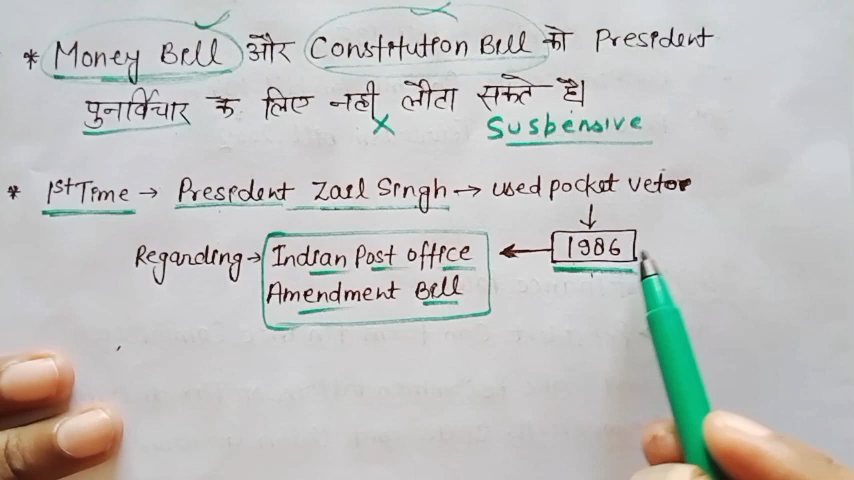 * Money Bill और Constitution Bill को President
पुनर्विचार के लिए नही लौटा सकते है।
X Suspensive
* 1st Time → President Zail Singh → used pocket veto
Regarding → Indian Post office ← 1986
Amendment Bill